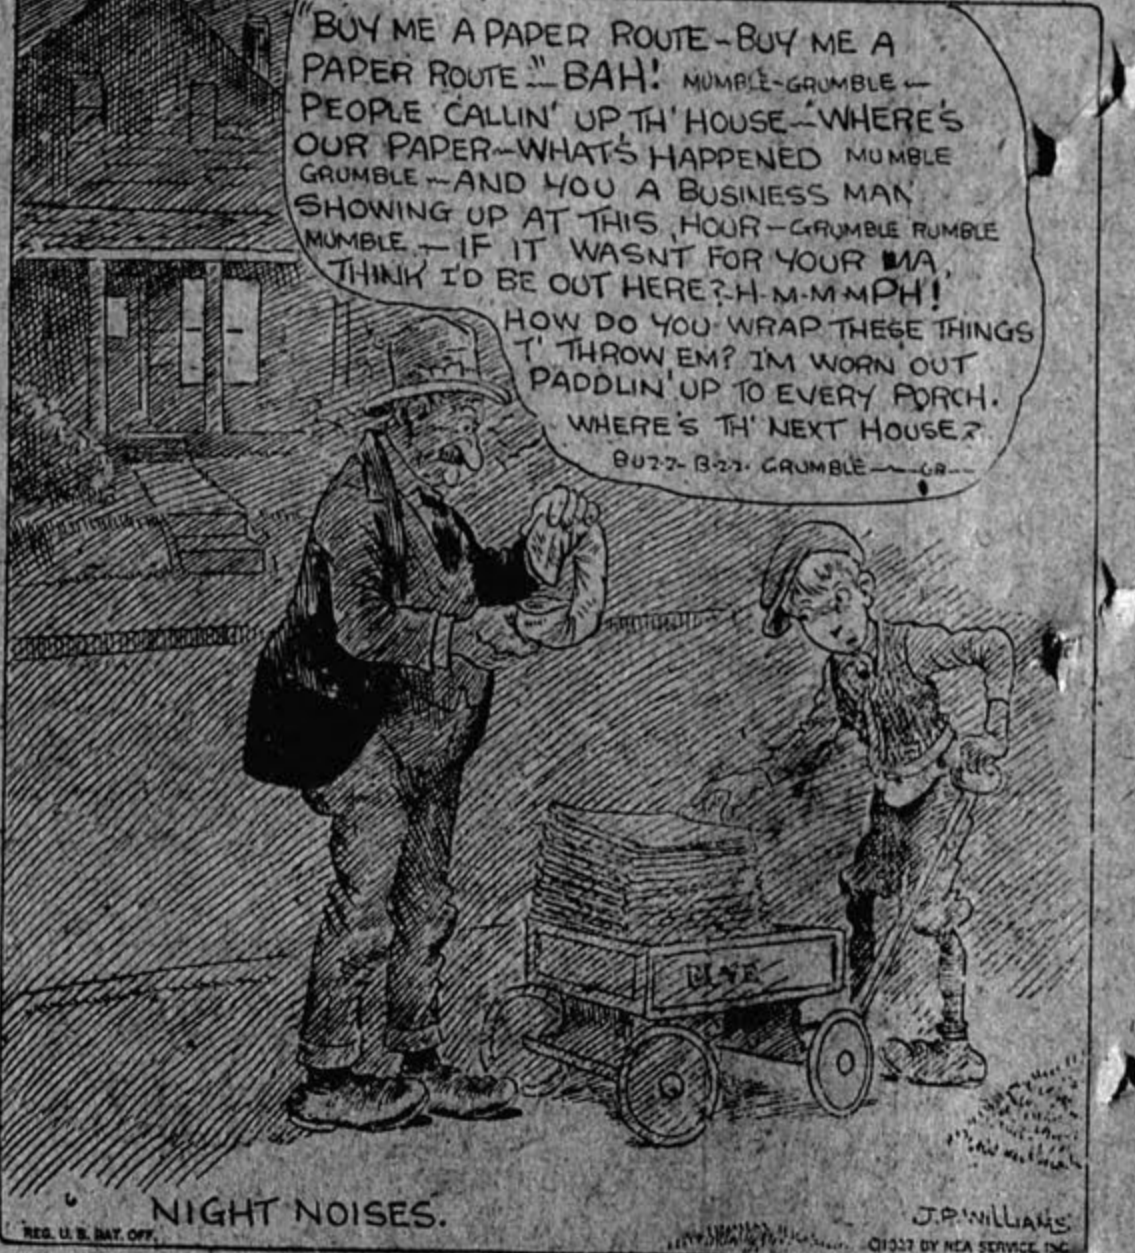 "BUY ME A PAPER ROUTE – BUY ME A
PAPER ROUTE – " BAH! MUMBLE-GRUMBLE –
PEOPLE CALLIN' UP TH' HOUSE – 'WHERE'S
OUR PAPER – WHAT'S HAPPENED MUMBLE
GRUMBLE – AND YOU A BUSINESS MAN
SHOWING UP AT THIS HOUR – GRUMBLE RUMBLE
MUMBLE – IF IT WASN'T FOR YOUR MA,
THINK I'D BE OUT HERE? – H-M-M-MPH!
HOW DO YOU WRAP THESE THINGS
T' THROW EM? I'M WORN OUT
PADDLIN' UP TO EVERY PORCH.
WHERE'S TH' NEXT HOUSE?
BUZ-Z- B-Z-Z. GRUMBLE – GR--
NIGHT NOISES.
J.R. WILLIAMS
REG. U. S. PAT. OFF.
©1927 BY NEA SERVICE, INC.